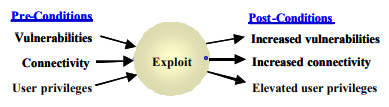 Pre-Conditions
Vulnerabilities
Connectivity
User privileges
Exploit
Post-Conditions
Increased vulnerabilities
Increased connectivity
Elevated user privileges